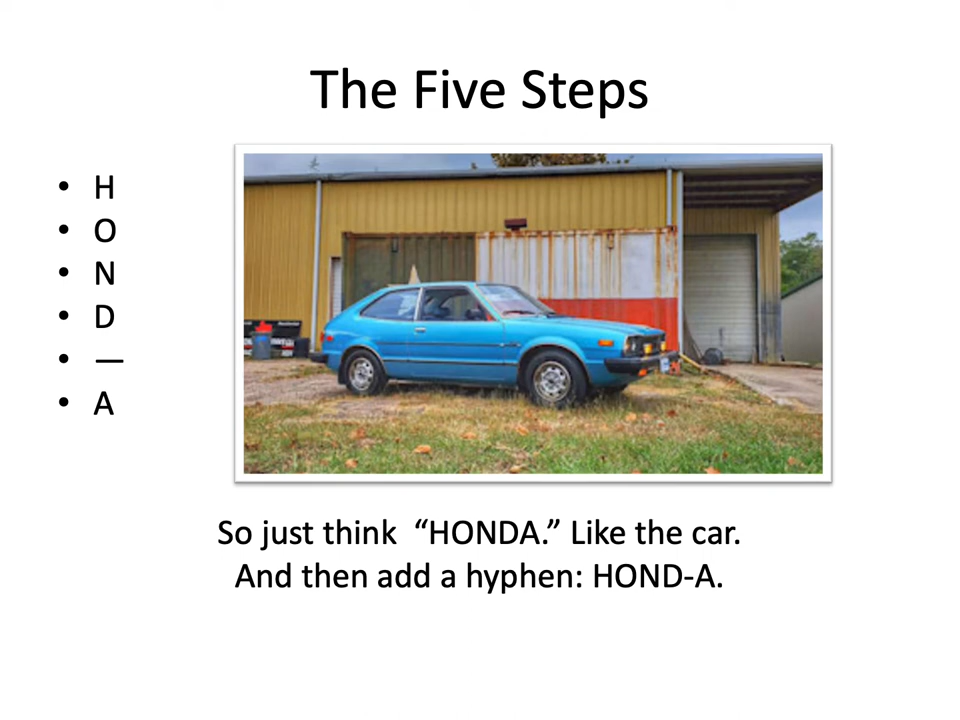 The Five Steps
• H
• O
• N
• D
• —
• A
So just think  “HONDA.” Like the car.
And then add a hyphen: HOND-A.